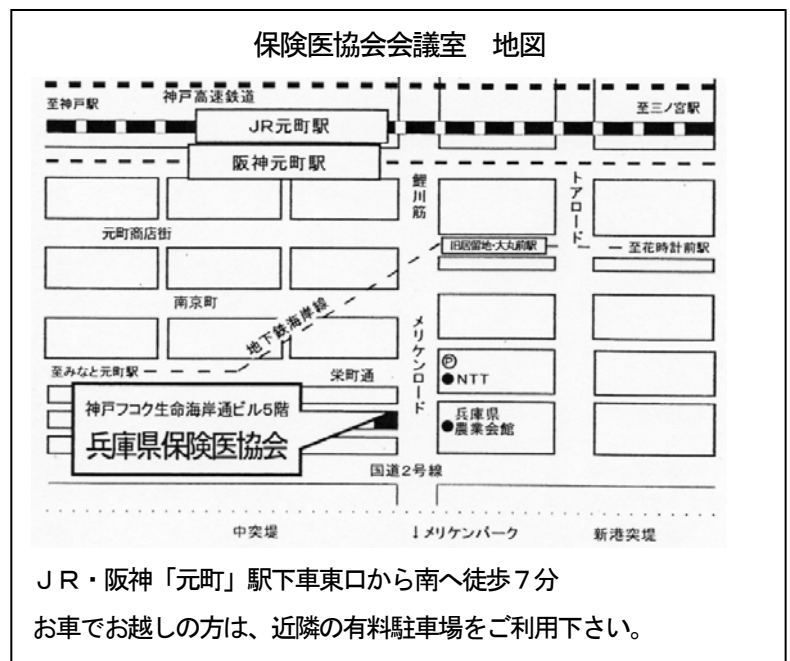 保険医協会会議室　地図
神戸高速鉄道
至神戸駅
至三ノ宮駅
JR元町駅
阪神元町駅
鯉川筋
トアロード
元町商店街
旧居留地・大丸前駅
至花時計前駅
南京町
地下鉄海岸線
メリケンロード
至みなと元町駅
栄町通
Ⓟ
●NTT
神戸フコク生命海岸通ビル5階
兵庫県保険医協会
●兵庫県
農業会館
国道2号線
中突堤
↓メリケンパーク
新港突堤
ＪＲ・阪神「元町」駅下車東口から南へ徒歩７分
お車でお越しの方は、近隣の有料駐車場をご利用下さい。